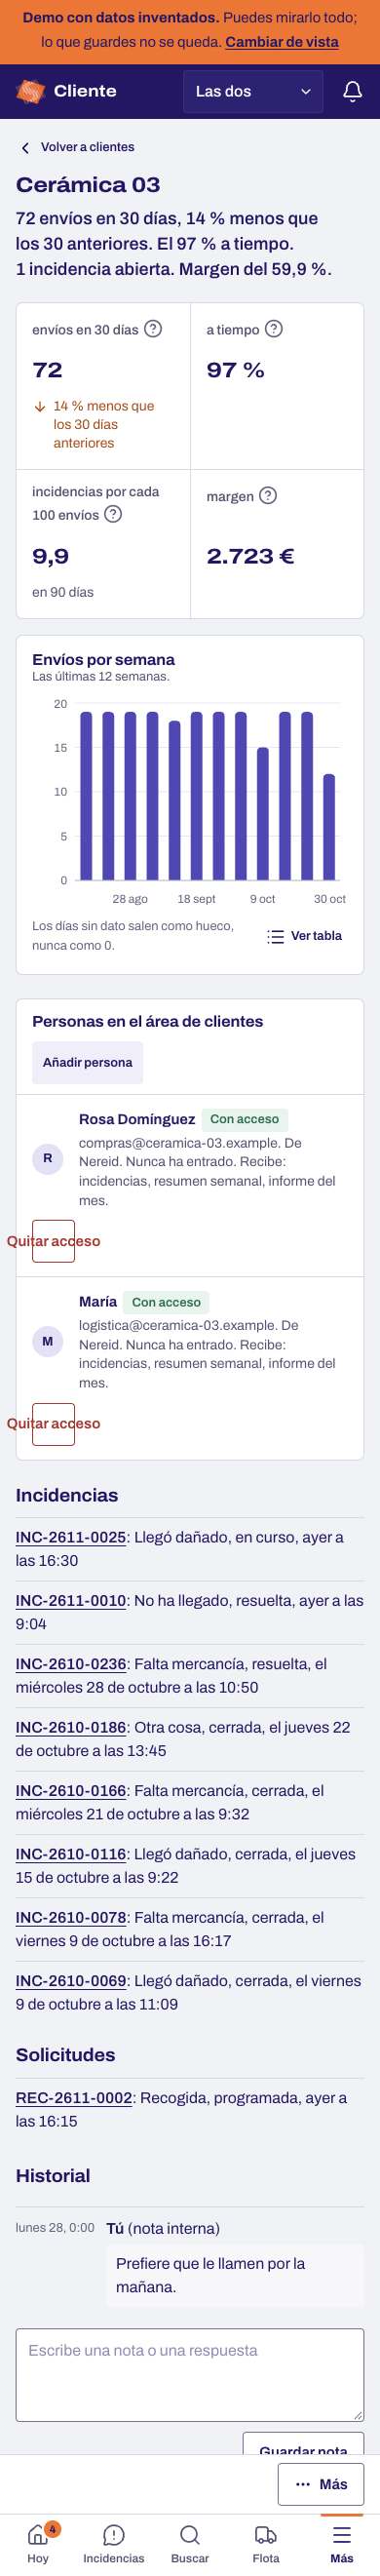 Demo con datos inventados. Puedes mirarlo todo;
lo que guardes no se queda. Cambiar de vista
Cliente
Las dos
Volver a clientes
Cerámica 03
72 envíos en 30 días, 14 % menos que
los 30 anteriores. El 97 % a tiempo.
1 incidencia abierta. Margen del 59,9 %.
envíos en 30 días
72
14 % menos que
los 30 días
anteriores
a tiempo
97 %
incidencias por cada
100 envíos
9,9
en 90 días
margen
2.723 €
Envíos por semana
Las últimas 12 semanas.
20
15
10
5
0
28 ago
18 sept
9 oct
30 oct
Los días sin dato salen como hueco,
nunca como 0.
Ver tabla
Personas en el área de clientes
Añadir persona
R
Rosa Domínguez
Con acceso
compras@ceramica-03.example. De
Nereid. Nunca ha entrado. Recibe:
incidencias, resumen semanal, informe del
mes.
Quitar acceso
M
María
Con acceso
logistica@ceramica-03.example. De
Nereid. Nunca ha entrado. Recibe:
incidencias, resumen semanal, informe del
mes.
Quitar acceso
Incidencias
INC-2611-0025: Llegó dañado, en curso, ayer a
las 16:30
INC-2611-0010: No ha llegado, resuelta, ayer a las
9:04
INC-2610-0236: Falta mercancía, resuelta, el
miércoles 28 de octubre a las 10:50
INC-2610-0186: Otra cosa, cerrada, el jueves 22
de octubre a las 13:45
INC-2610-0166: Falta mercancía, cerrada, el
miércoles 21 de octubre a las 9:32
INC-2610-0116: Llegó dañado, cerrada, el jueves
15 de octubre a las 9:22
INC-2610-0078: Falta mercancía, cerrada, el
viernes 9 de octubre a las 16:17
INC-2610-0069: Llegó dañado, cerrada, el viernes
9 de octubre a las 11:09
Solicitudes
REC-2611-0002: Recogida, programada, ayer a
las 16:15
Historial
lunes 28, 0:00
Tú (nota interna)
Prefiere que le llamen por la
mañana.
Escribe una nota o una respuesta
Guardar nota
Más
4
Hoy
Incidencias
Buscar
Flota
Más